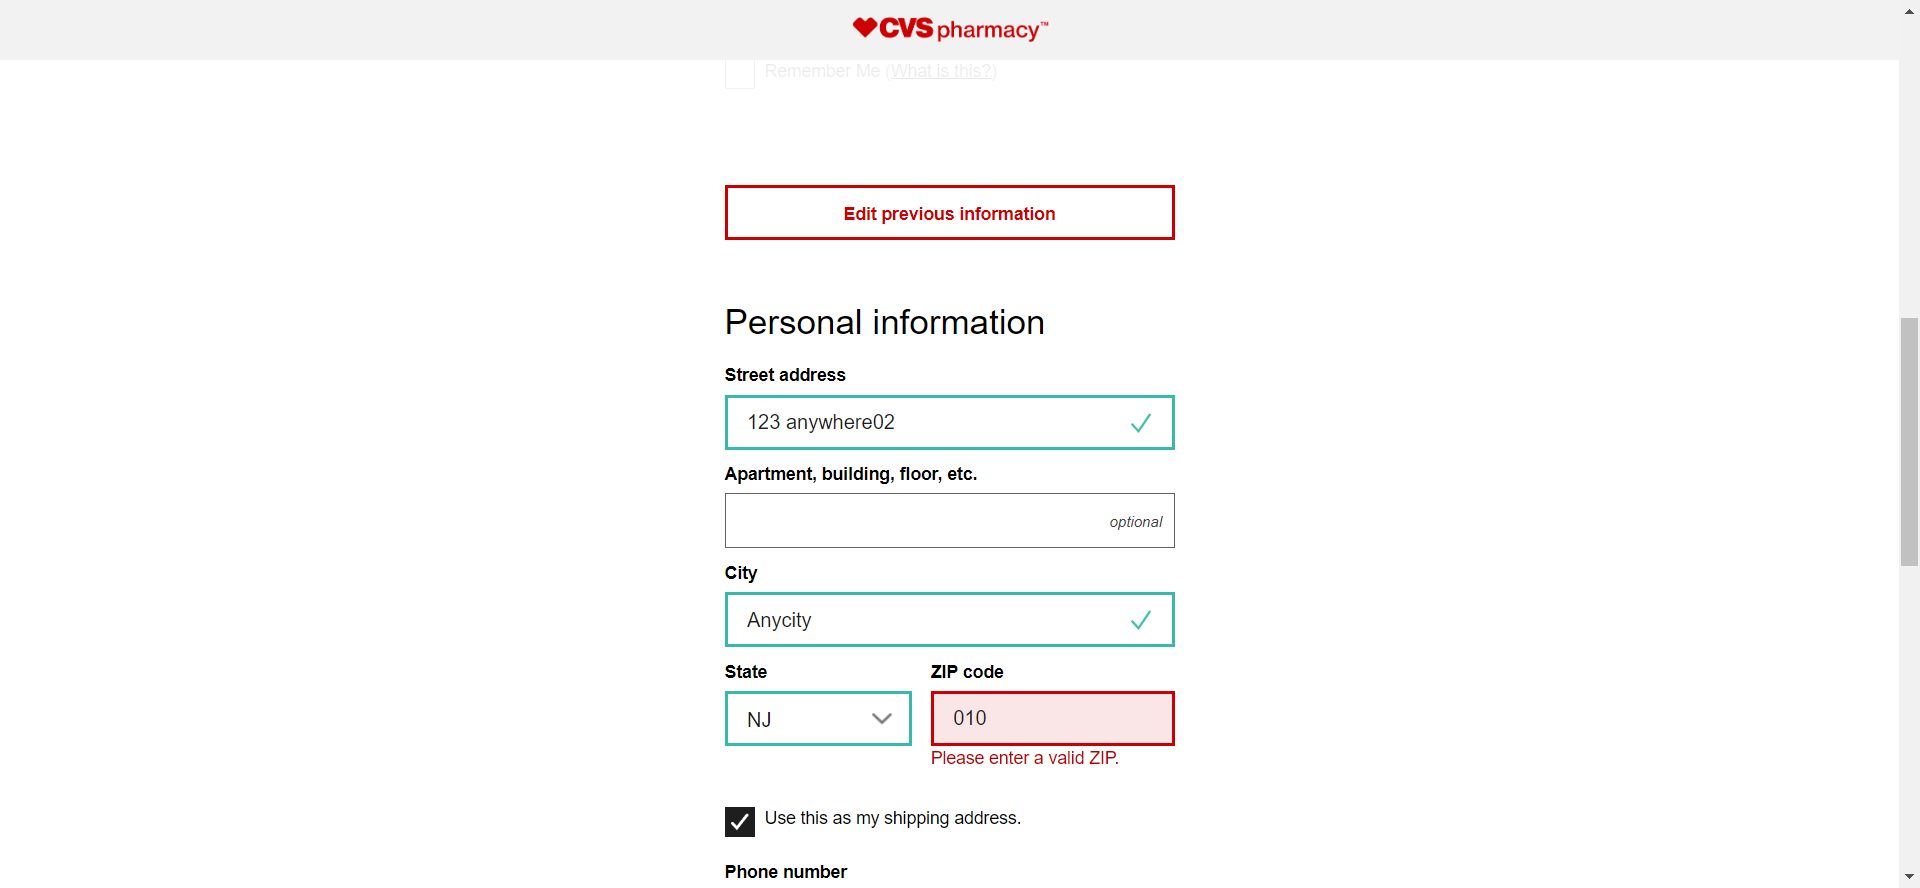 CVS pharmacy™
Remember Me (What is this?)
Edit previous information
Personal information
Street address
123 anywhere02
Apartment, building, floor, etc.
optional
City
Anycity
State
ZIP code
NJ
010
Please enter a valid ZIP.
Use this as my shipping address.
Phone number